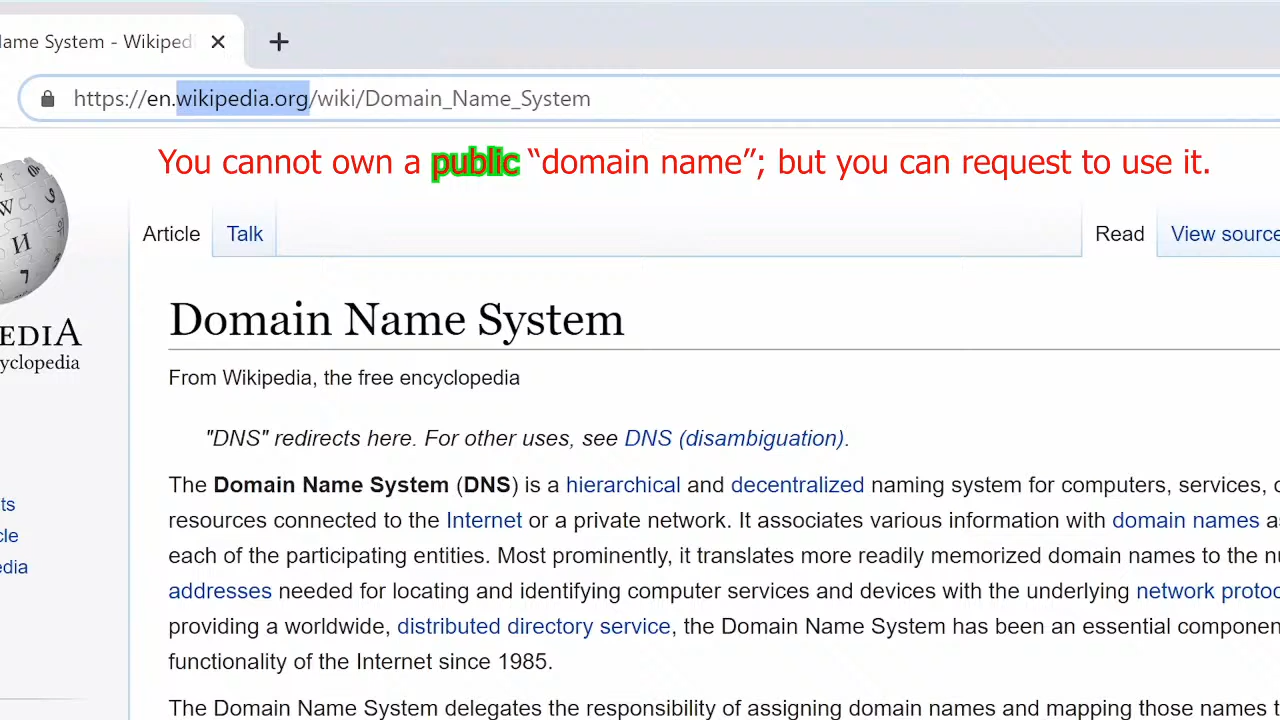 ame System - Wikiped
https://en.wikipedia.org/wiki/Domain_Name_System
You cannot own a public “domain name”; but you can request to use it.
Article Talk Read View source
EDIA
yclopedia
Domain Name System
From Wikipedia, the free encyclopedia
"DNS" redirects here. For other uses, see DNS (disambiguation).
The Domain Name System (DNS) is a hierarchical and decentralized naming system for computers, services,
resources connected to the Internet or a private network. It associates various information with domain names
each of the participating entities. Most prominently, it translates more readily memorized domain names to the
addresses needed for locating and identifying computer services and devices with the underlying network
providing a worldwide, distributed directory service, the Domain Name System has been an essential
functionality of the Internet since 1985.
The Domain Name System delegates the responsibility of assigning domain names and mapping those names
ts
cle
edia